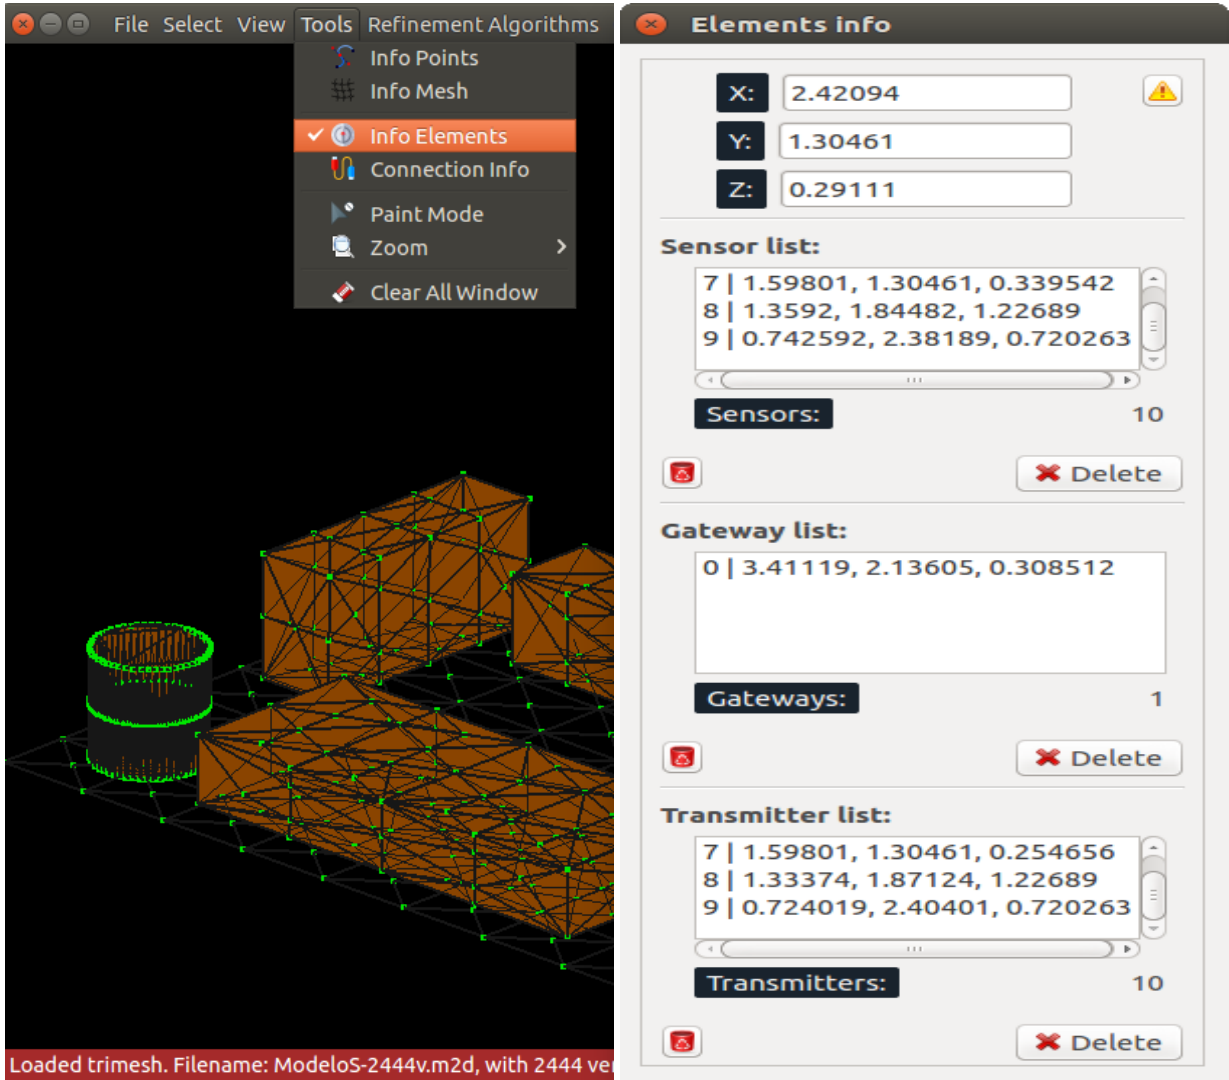 File Select View Tools Refinement Algorithms
Info Points
Info Mesh
Info Elements
Connection Info
Paint Mode
Zoom
Clear All Window
Loaded trimesh. Filename: ModeloS-2444v.m2d, with 2444
Elements info
X: 2.42094
Y: 1.30461
Z: 0.29111
Sensor list:
7 | 1.59801, 1.30461, 0.339542
8 | 1.3592, 1.84482, 1.22689
9 | 0.742592, 2.38189, 0.720263
Sensors: 10
Delete
Gateway list:
0 | 3.41119, 2.13605, 0.308512
Gateways: 1
Delete
Transmitter list:
7 | 1.59801, 1.30461, 0.254656
8 | 1.33374, 1.87124, 1.22689
9 | 0.724019, 2.40401, 0.720263
Transmitters: 10
Delete